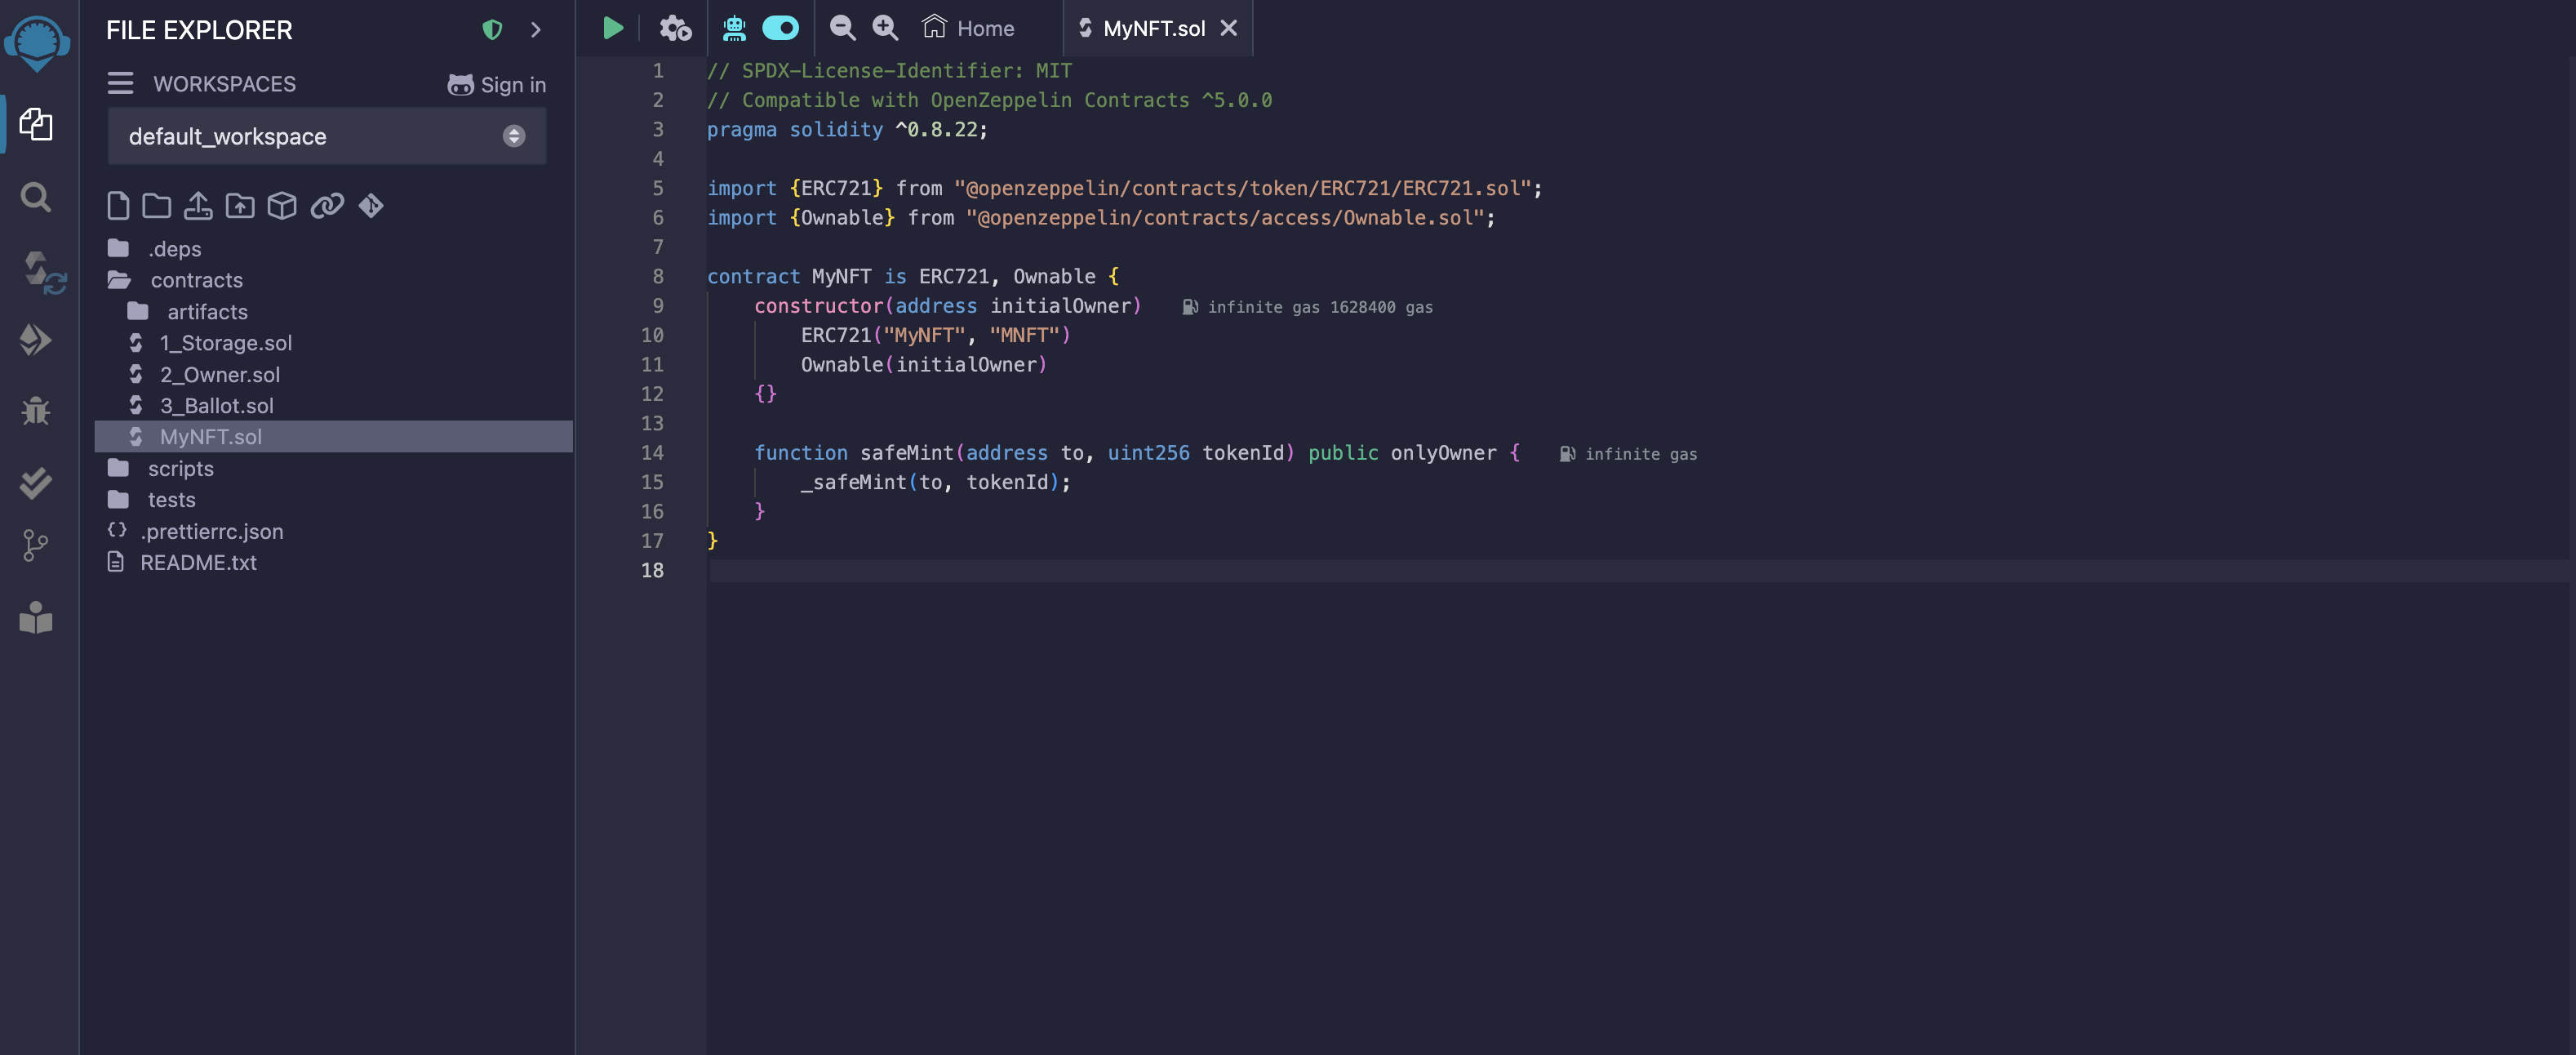 FILE EXPLORER
WORKSPACES
Sign in
default_workspace
.deps
contracts
artifacts
1_Storage.sol
2_Owner.sol
3_Ballot.sol
MyNFT.sol
scripts
tests
.prettierrc.json
README.txt
Home
MyNFT.sol
1 // SPDX-License-Identifier: MIT
2 // Compatible with OpenZeppelin Contracts ^5.0.0
3 pragma solidity ^0.8.22;
4
5 import {ERC721} from "@openzeppelin/contracts/token/ERC721/ERC721.sol";
6 import {Ownable} from "@openzeppelin/contracts/access/Ownable.sol";
7
8 contract MyNFT is ERC721, Ownable {
9 constructor(address initialOwner) infinite gas 1628400 gas
10 ERC721("MyNFT", "MNFT")
11 Ownable(initialOwner)
12 {}
13
14 function safeMint(address to, uint256 tokenId) public onlyOwner { infinite gas
15 _safeMint(to, tokenId);
16 }
17 }
18